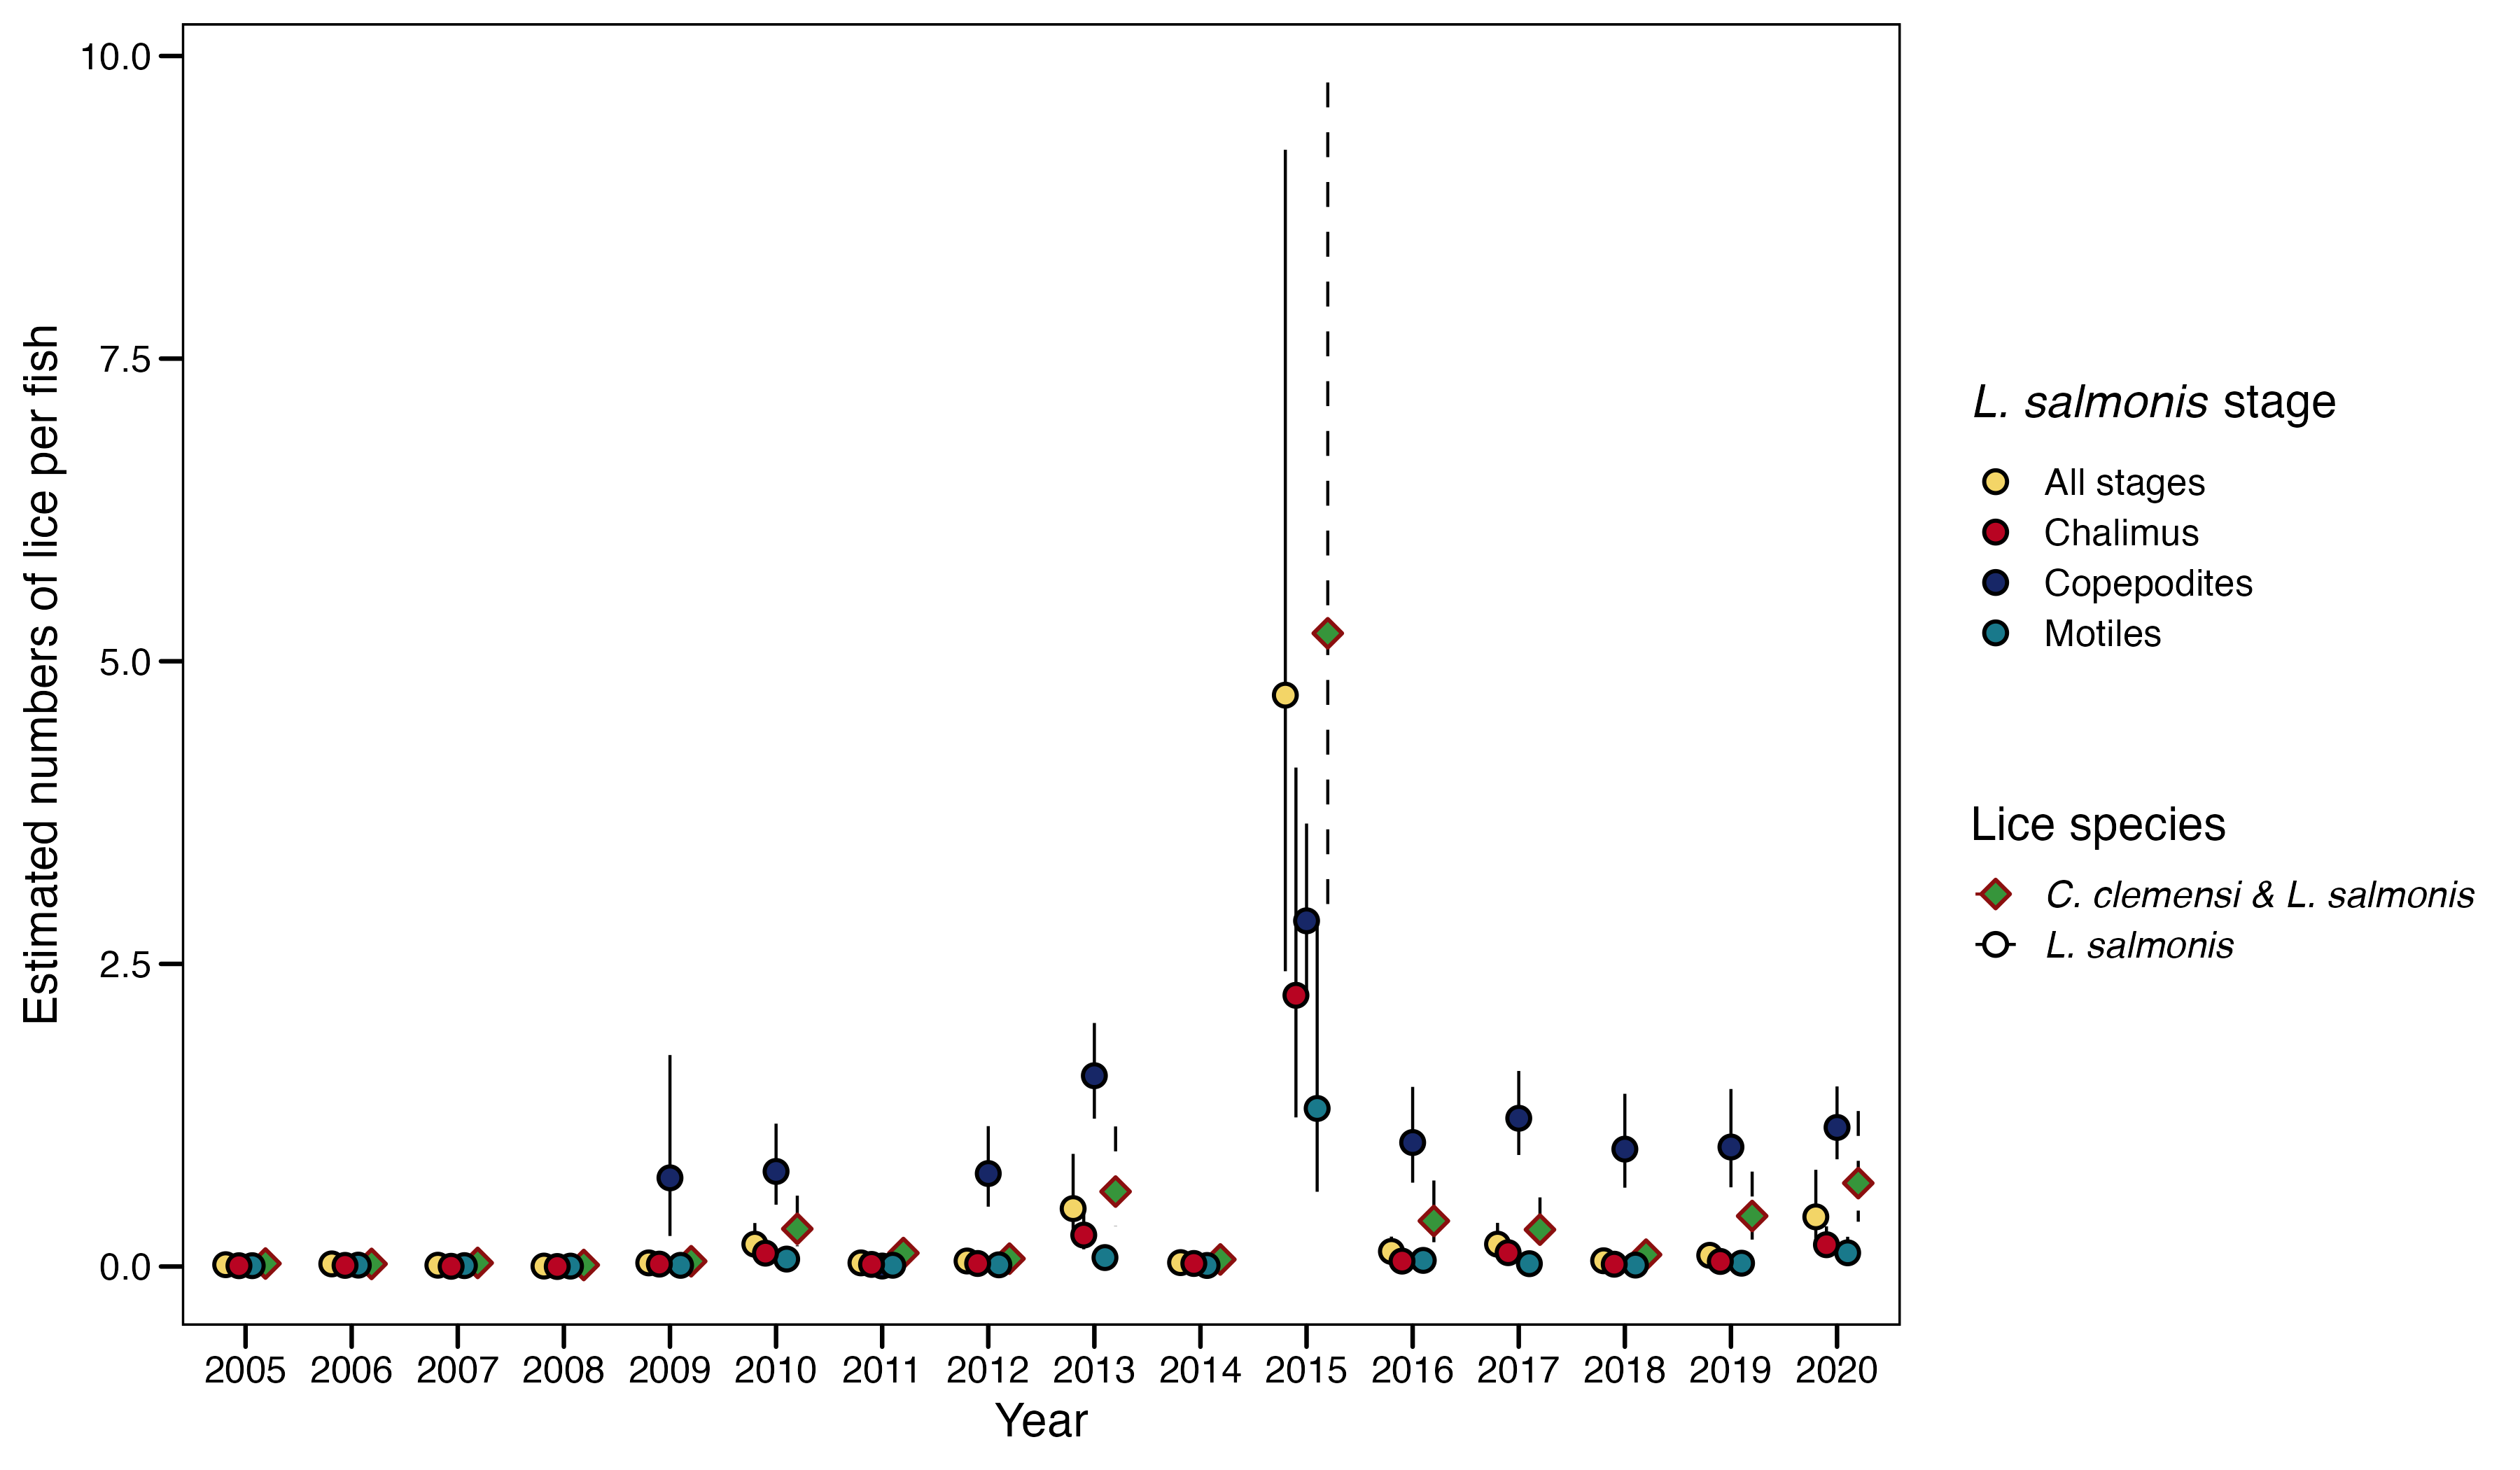 Estimated numbers of lice per fish
10.0
7.5
5.0
2.5
0.0
2005 2006 2007 2008 2009 2010 2011 2012 2013 2014 2015 2016 2017 2018 2019 2020
Year
L. salmonis stage
All stages
Chalimus
Copepodites
Motiles
Lice species
C. clemensi & L. salmonis
L. salmonis